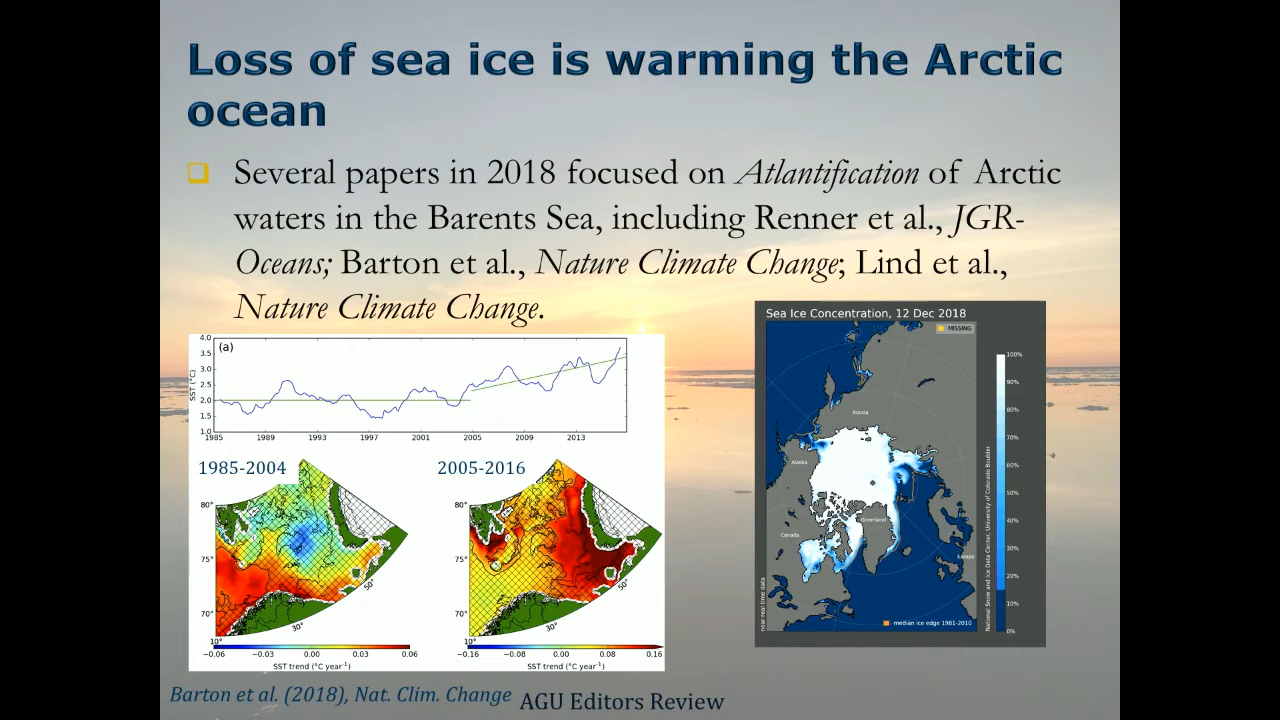 Loss of sea ice is warming the Arctic
ocean
Several papers in 2018 focused on Atlantification of Arctic
waters in the Barents Sea, including Renner et al., JGR-
Oceans; Barton et al., Nature Climate Change; Lind et al.,
Nature Climate Change.
(a)
SST (°C)
4.0
3.5
3.0
2.5
2.0
1.5
1.0
1985 1989 1993 1997 2001 2005 2009 2013
1985-2004
80°
75°
70°
10°
30°
50°
−0.06 −0.03 0.00 0.03 0.06
SST trend (°C year⁻¹)
2005-2016
80°
75°
70°
10°
30°
50°
−0.16 −0.08 0.00 0.08 0.16
SST trend (°C year⁻¹)
Sea Ice Concentration, 12 Dec 2018
MISSING
Russia
Alaska
Greenland
Canada
Europe
near-real-time data
median ice edge 1981-2010
National Snow and Ice Data Center, University of Colorado Boulder
100%
90%
80%
70%
60%
50%
40%
30%
20%
10%
0%
Barton et al. (2018), Nat. Clim. Change
AGU Editors Review